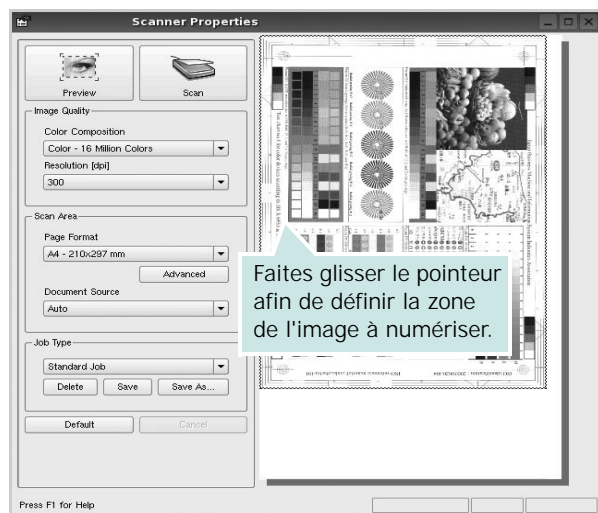 Scanner Properties
Preview
Scan
Image Quality
Color Composition
Color - 16 Million Colors
Resolution [dpi]
300
Scan Area
Page Format
A4 - 210x297 mm
Advanced
Document Source
Auto
Job Type
Standard Job
Delete
Save
Save As...
Default
Cancel
Faites glisser le pointeur
afin de définir la zone
de l'image à numériser.
Press F1 for Help